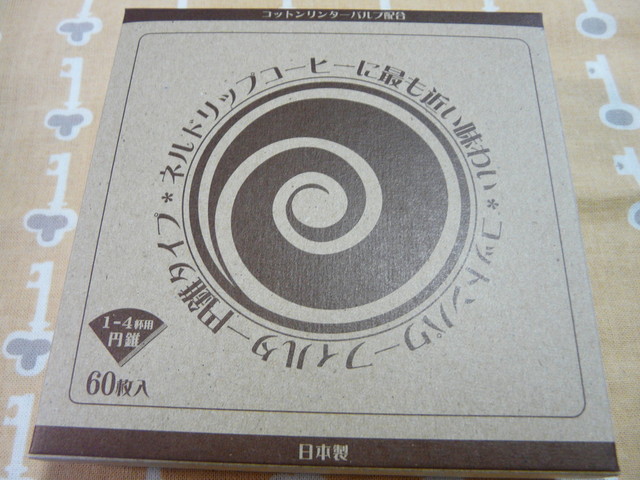 コットンリンターパルプ配合
ネルドリップコーヒーに最も近い味わい*コットンパワーフィルター円錐タイプ*
1-4杯用
円錐
60枚入
日本製